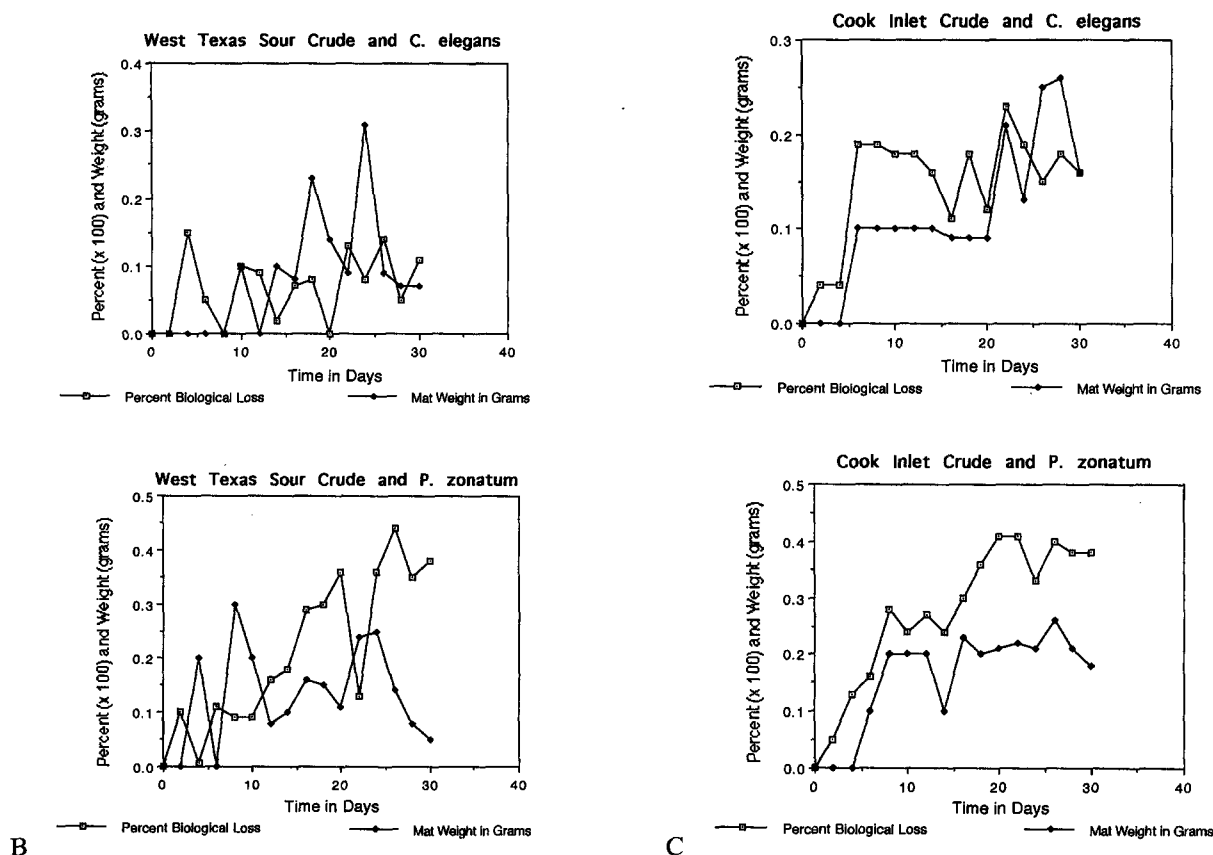 West Texas Sour Crude and C. elegans
Percent (x 100) and Weight (grams)
0.4
0.3
0.2
0.1
0.0
0 10 20 30 40
Time in Days
Percent Biological Loss Mat Weight in Grams
Cook Inlet Crude and C. elegans
Percent (x 100) and Weight (grams)
0.3
0.2
0.1
0.0
0 10 20 30 40
Time in Days
Percent Biological Loss Mat Weight in Grams
West Texas Sour Crude and P. zonatum
Percent (x 100) and Weight (grams)
0.5
0.4
0.3
0.2
0.1
0.0
0 10 20 30 40
Time in Days
Percent Biological Loss Mat Weight in Grams
B
Cook Inlet Crude and P. zonatum
Percent (x 100) and Weight (grams)
0.5
0.4
0.3
0.2
0.1
0.0
0 10 20 30 40
Time in Days
Percent Biological Loss Mat Weight in Grams
C